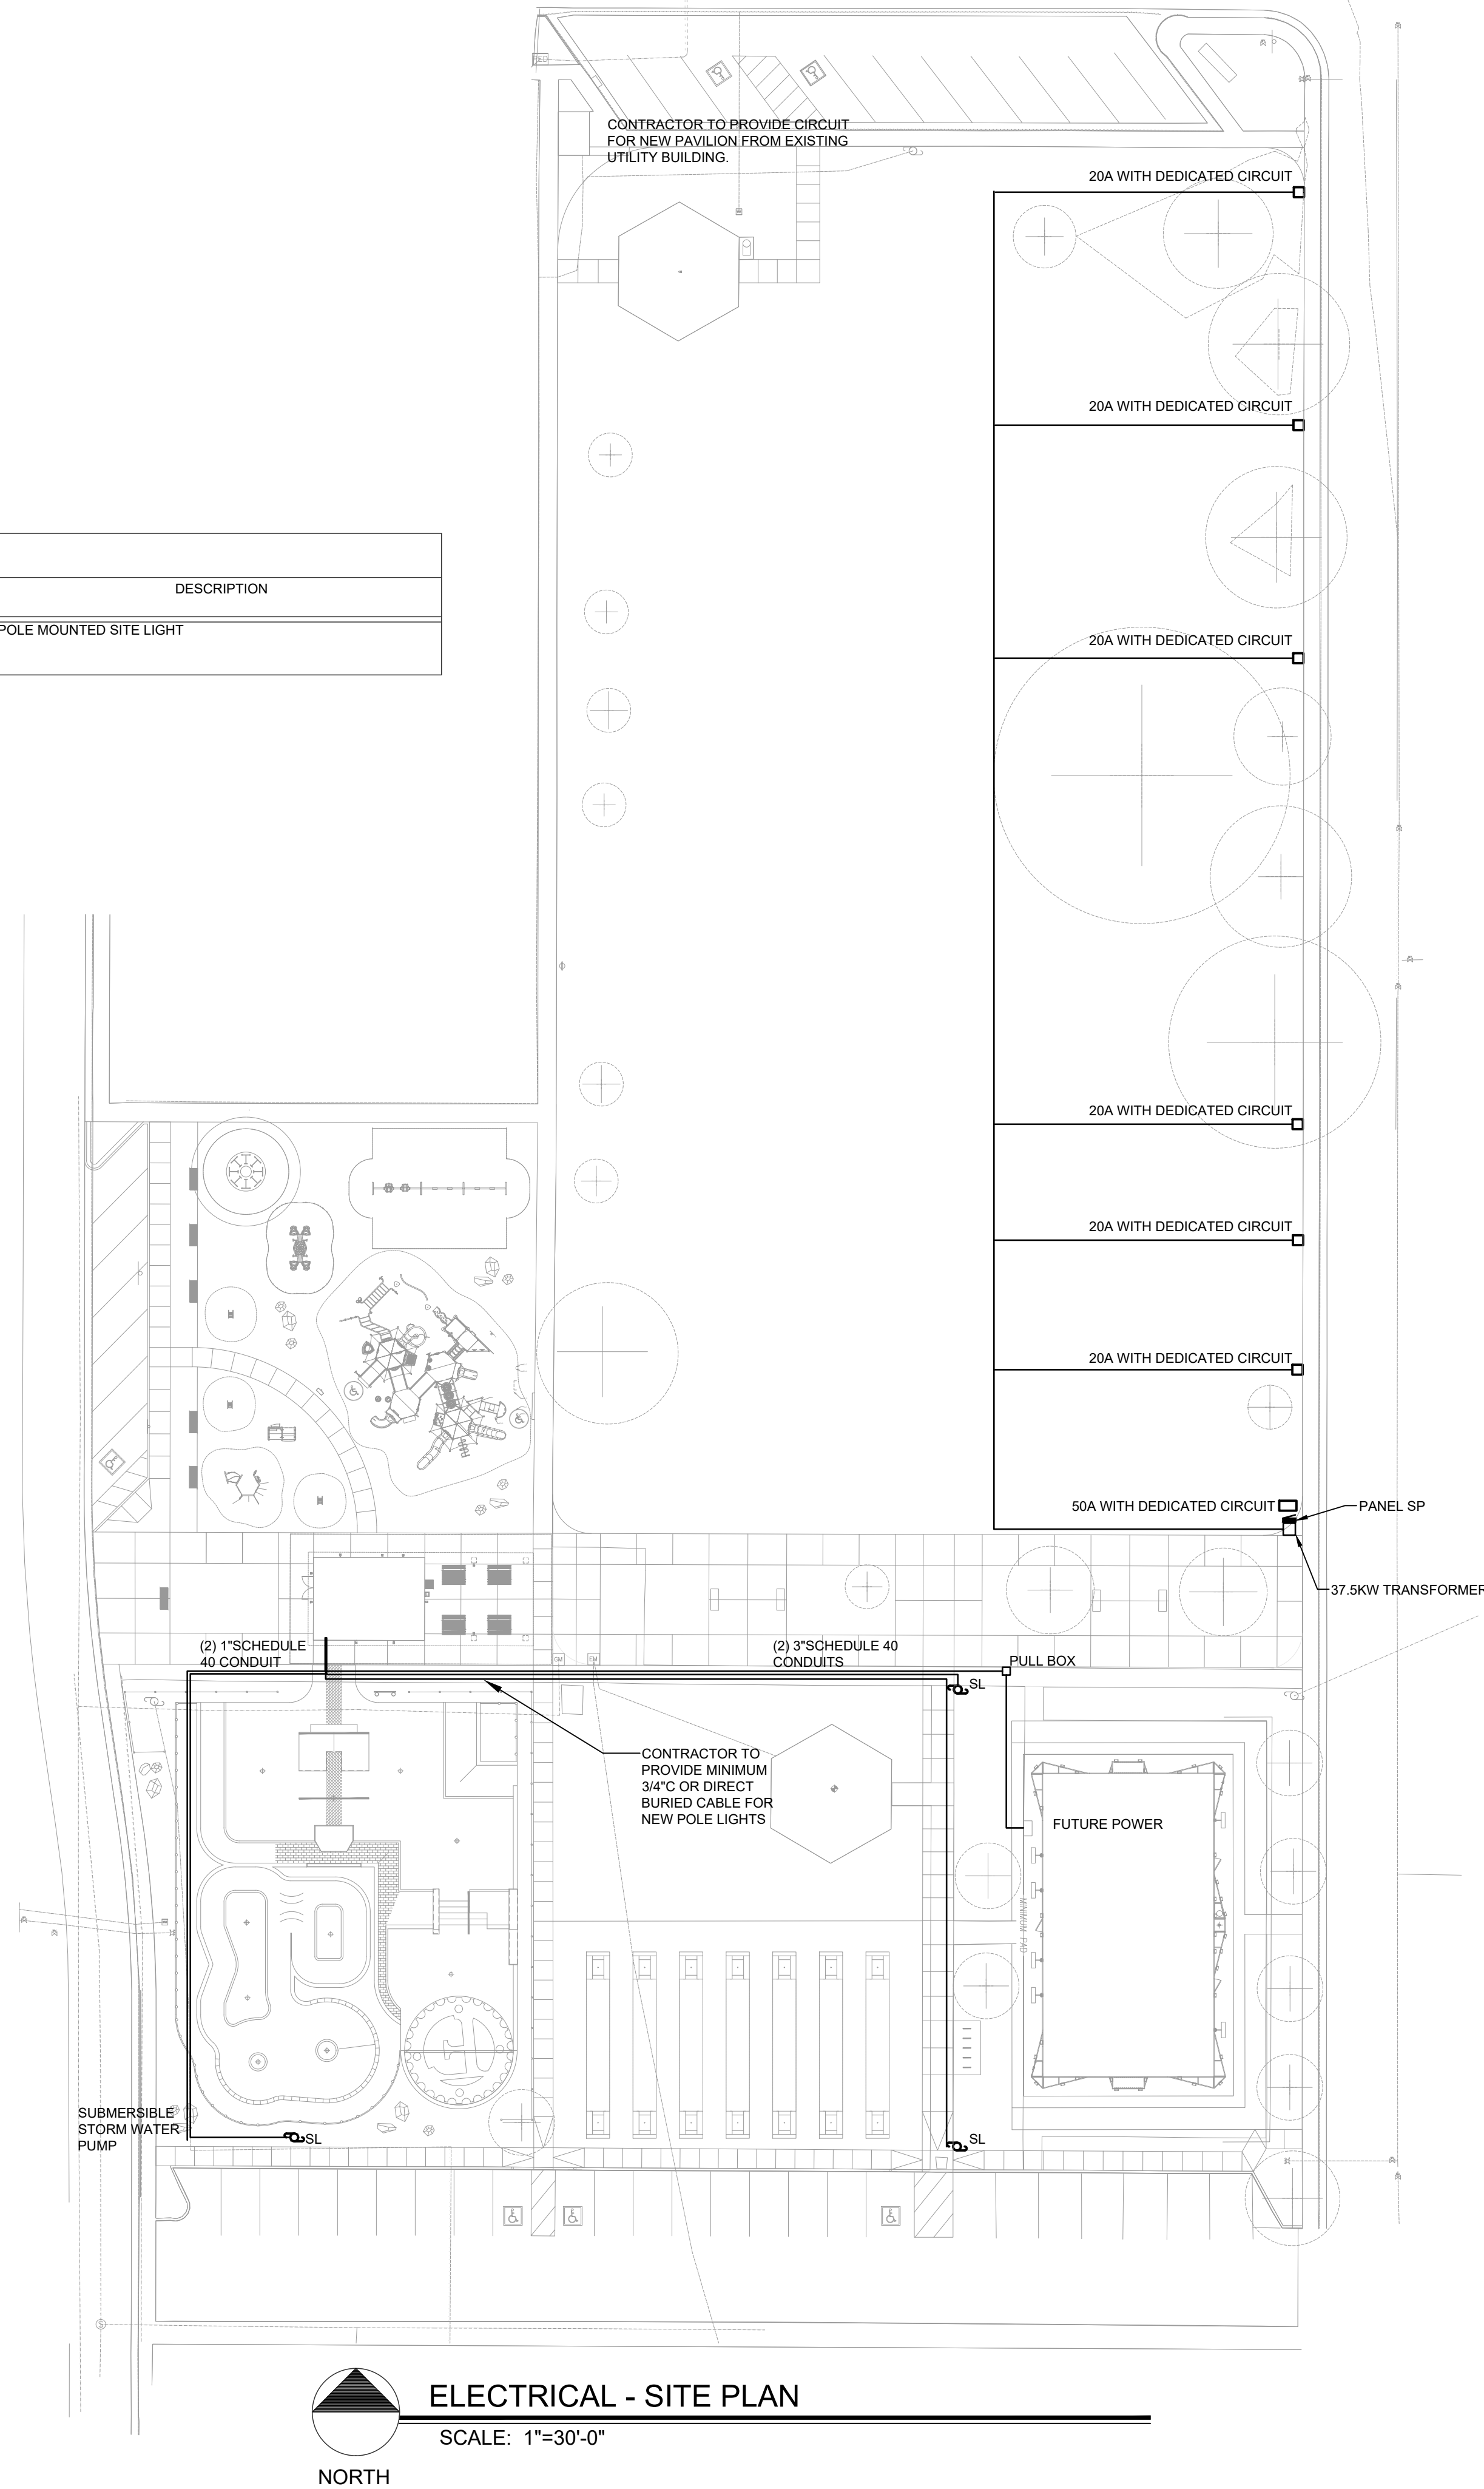 CONTRACTOR TO PROVIDE CIRCUIT
FOR NEW PAVILION FROM EXISTING
UTILITY BUILDING.
20A WITH DEDICATED CIRCUIT
20A WITH DEDICATED CIRCUIT
DESCRIPTION
POLE MOUNTED SITE LIGHT
20A WITH DEDICATED CIRCUIT
20A WITH DEDICATED CIRCUIT
20A WITH DEDICATED CIRCUIT
20A WITH DEDICATED CIRCUIT
50A WITH DEDICATED CIRCUIT
PANEL SP
37.5KW TRANSFORMER
(2) 1"SCHEDULE
40 CONDUIT
(2) 3"SCHEDULE 40
CONDUITS
GM
EM
PULL BOX
SL
CONTRACTOR TO
PROVIDE MINIMUM
3/4"C OR DIRECT
BURIED CABLE FOR
NEW POLE LIGHTS
FUTURE POWER
MINIMUM PAD
SUBMERSIBLE
STORM WATER
PUMP
SL
SL
S
ELECTRICAL - SITE PLAN
SCALE: 1"=30'-0"
NORTH